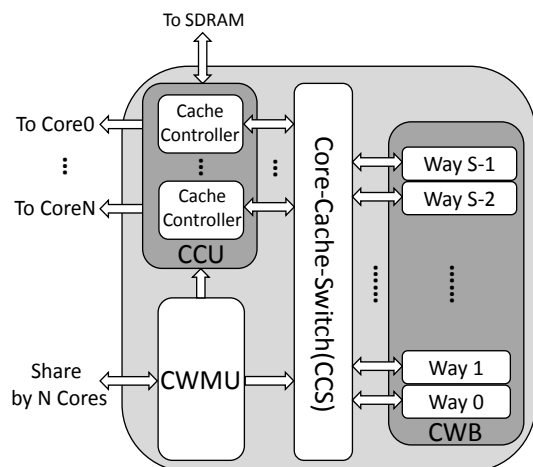 To SDRAM
To Core0
Cache
Controller
...
...
...
To CoreN
Cache
Controller
CCU
Core-Cache-Switch(CCS)
Way S-1
Way S-2
......
......
Share
by N Cores
CWMU
Way 1
Way 0
CWB